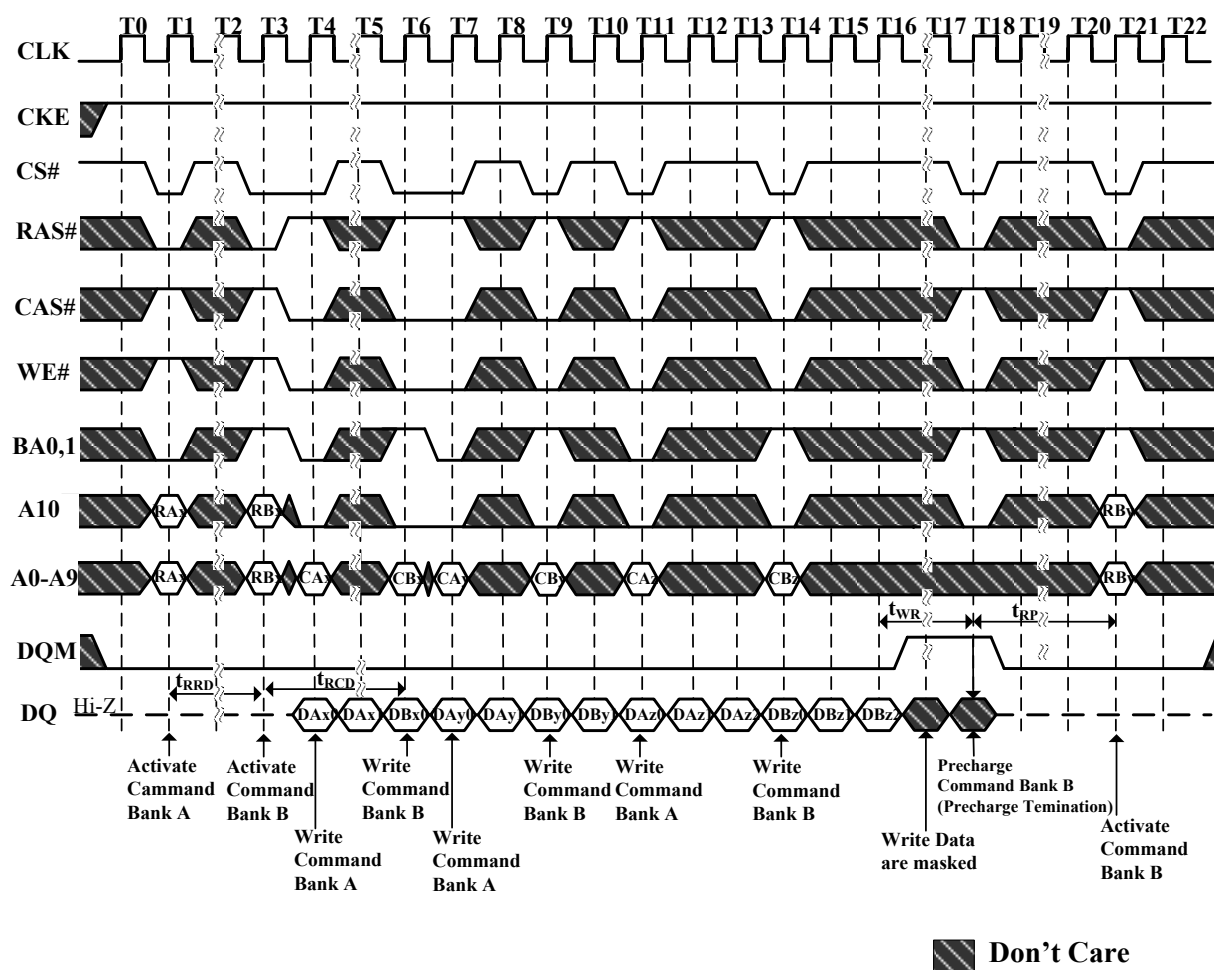 T0 T1 T2 T3 T4 T5 T6 T7 T8 T9 T10 T11 T12 T13 T14 T15 T16 T17 T18 T19 T20 T21 T22
CLK
CKE
CS#
RAS#
CAS#
WE#
BA0,1
A10 RAx RBx RBy
A0-A9 RAx RBx CAx CBx CAy CBy CAz CBz RBy
tWR tRP
DQM
tRRD tRCD
DQ Hi-Z DAx0 DAx1 DBx0 DAy0 DAy1 DBy0 DBy1 DAz0 DAz1 DAz2 DBz0 DBz1 DBz2
Activate
Cammand
Bank A
Activate
Command
Bank B
Write
Command
Bank A
Write
Command
Bank B
Write
Command
Bank A
Write
Command
Bank B
Write
Command
Bank A
Write
Command
Bank B
Write Data
are masked
Precharge
Command Bank B
(Precharge Temination)
Activate
Command
Bank B
Don't Care